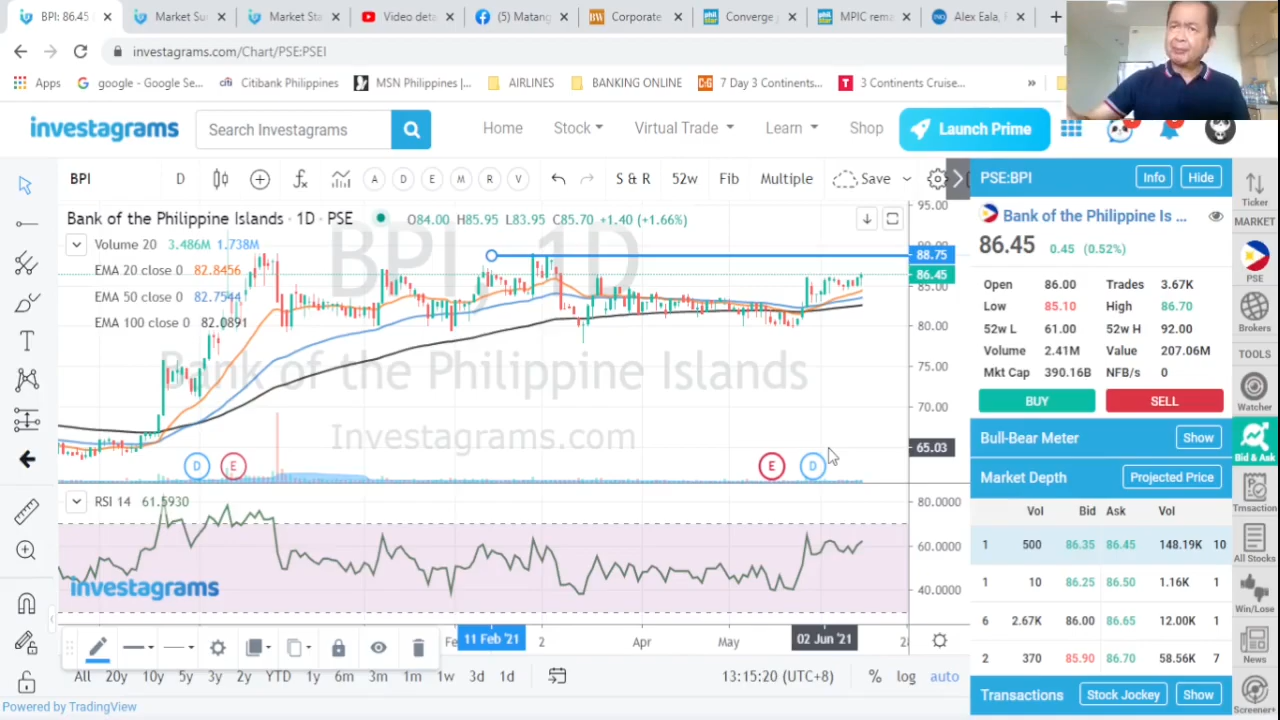 BPI: 86.45
Market Su
Market Sta
Video deta
(5) Matang
Corporate
Converge
MPIC rema
Alex Eala,
investagrams.com/Chart/PSE:PSEI
Apps
google - Google Se...
Citibank Philippines
MSN Philippines |...
AIRLINES
BANKING ONLINE
7 Day 3 Continents...
3 Continents Cruise...
»
investagrams
Search Investagrams
Home
Stock
Virtual Trade
Learn
Shop
Launch Prime
BPI
D
A
D
E
M
R
V
S & R
52w
Fib
Multiple
Save
PSE:BPI
Info
Hide
Ticker
Bank of the Philippine Islands · 1D · PSE
O84.00 H85.95 L83.95 C85.70 +1.40 (+1.66%)
95.00
Bank of the Philippine Is ...
MARKET
Volume 20 3.486M 1.738M
BPI 1D
88.75
86.45 0.45 (0.52%)
EMA 20 close 0 82.8456
86.45
PSE
EMA 50 close 0 82.7544
85.00
Open 86.00 Trades 3.67K
EMA 100 close 0 82.0891
80.00
Low 85.10 High 86.70
Brokers
52w L 61.00 52w H 92.00
Volume 2.41M Value 207.06M
TOOLS
Bank of the Philippine Islands
75.00
Mkt Cap 390.16B NFB/s 0
70.00
BUY
SELL
Watcher
Investagrams.com
65.03
Bull-Bear Meter
Show
Bid & Ask
D
E
E
D
Market Depth
Projected Price
RSI 14 61.5930
80.0000
Vol Bid Ask Vol
Trnsaction
60.0000
1 500 86.35 86.45 148.19K 10
All Stocks
investagrams
40.0000
1 10 86.25 86.50 1.16K 1
Win/Lose
6 2.67K 86.00 86.65 12.00K 1
Fe
11 Feb '21
2
Apr
May
02 Jun '21
2 370 85.90 86.70 58.56K 7
News
All
20y
10y
5y
3y
2y
YTD
1y
6m
3m
1m
1w
3d
1d
13:15:20 (UTC+8)
%
log
auto
Transactions
Stock Jockey
Show
Screener+
Powered by TradingView